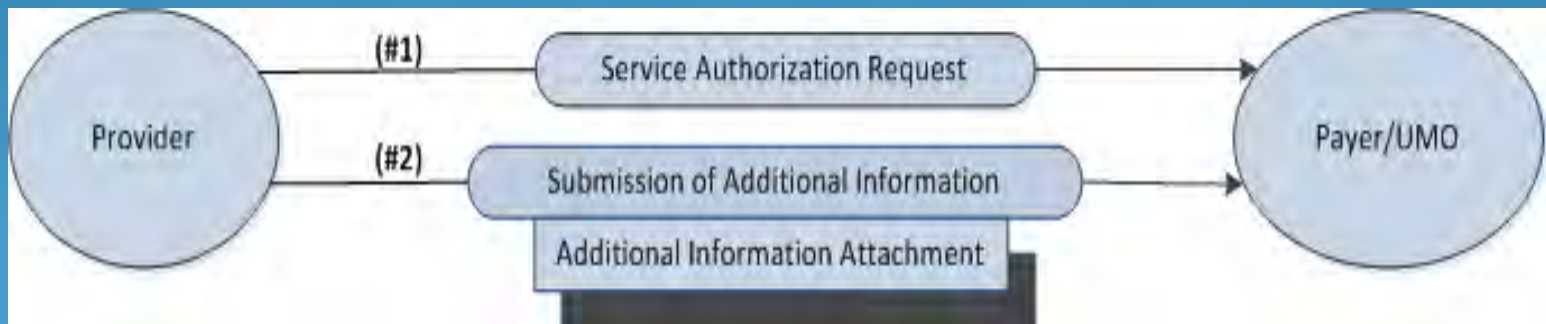 (#1)
Service Authorization Request
Provider
Payer/UMO
(#2)
Submission of Additional Information
Additional Information Attachment